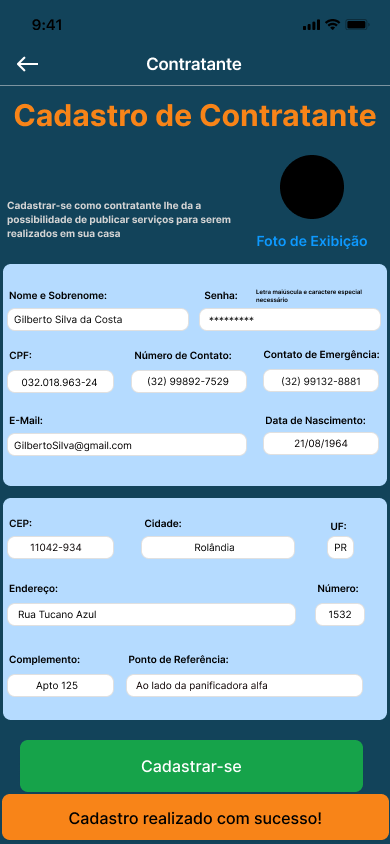 9:41
Contratante
Cadastro de Contratante
Cadastrar-se como contratante lhe da a
possibilidade de publicar serviços para serem
realizados em sua casa
Foto de Exibição
Nome e Sobrenome:
Senha:
Letra maiúscula e caractere especial
necessário
Gilberto Silva da Costa
*********
CPF:
Número de Contato:
Contato de Emergência:
032.018.963-24
(32) 99892-7529
(32) 99132-8881
E-Mail:
Data de Nascimento:
GilbertoSilva@gmail.com
21/08/1964
CEP:
Cidade:
UF:
11042-934
Rolândia
PR
Endereço:
Número:
Rua Tucano Azul
1532
Complemento:
Ponto de Referência:
Apto 125
Ao lado da panificadora alfa
Cadastrar-se
Cadastro realizado com sucesso!